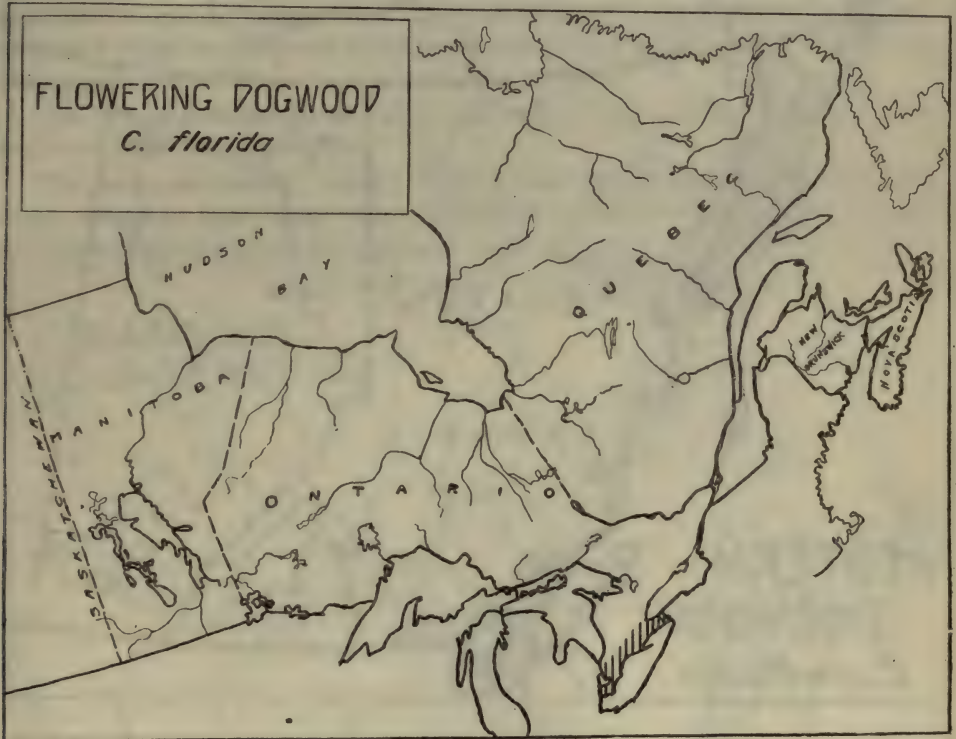 FLOWERING DOGWOOD
C. florida
HUDSON
BAY
QUEBEC
NEW
BRUNSWICK
NOVA SCOTIA
MANITOBA
SASKATCHEWAN
ONTARIO